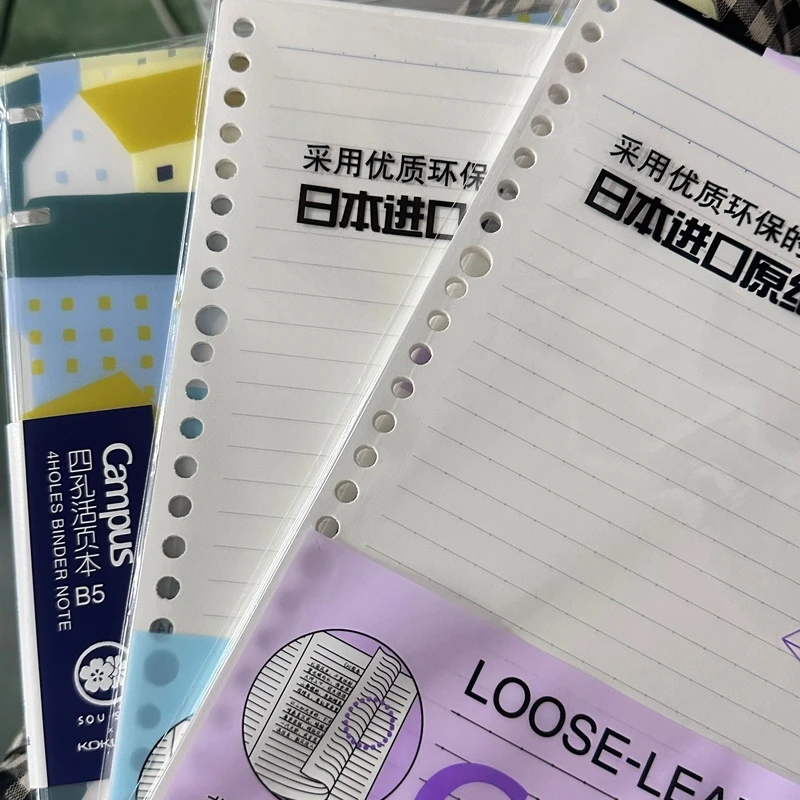 Campus
四孔活页本 B5
4HOLES BINDER NOTE
SOU
采用优质环保
日本进口
采用优质环保的
日本进口原
LOOSE-LEA